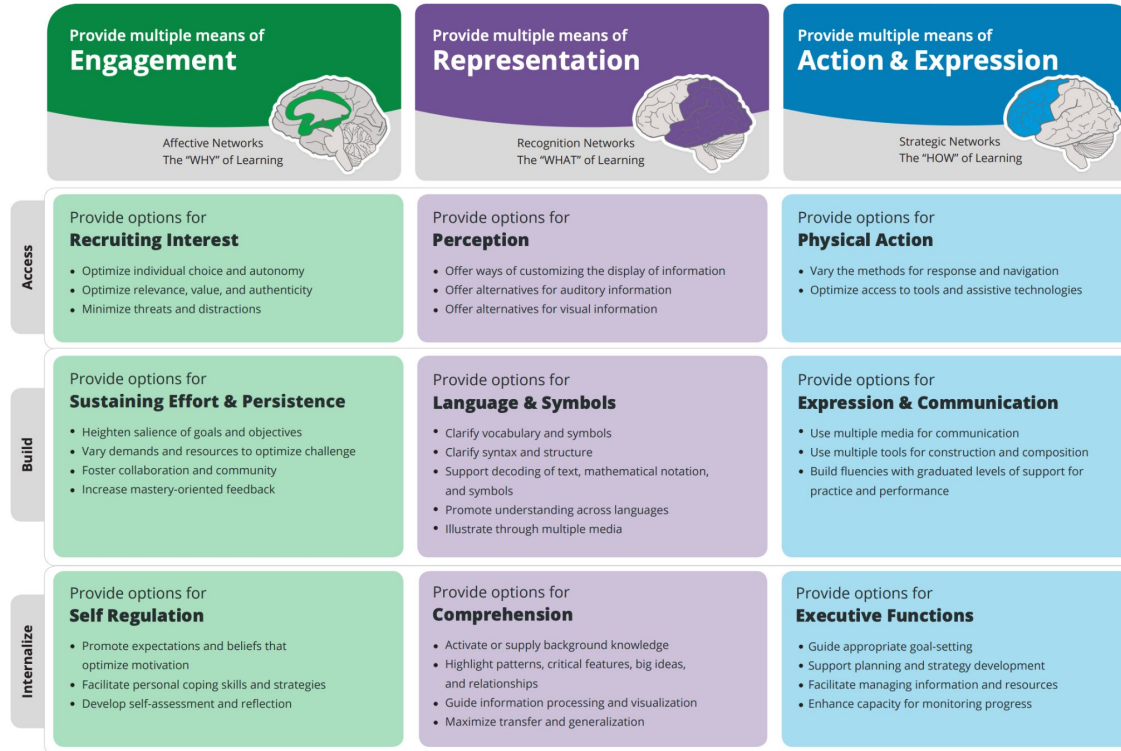 Provide multiple means of
Engagement
Affective Networks
The “WHY” of Learning
Provide multiple means of
Representation
Recognition Networks
The “WHAT” of Learning
Provide multiple means of
Action & Expression
Strategic Networks
The “HOW” of Learning
Access
Provide options for
Recruiting Interest
• Optimize individual choice and autonomy
• Optimize relevance, value, and authenticity
• Minimize threats and distractions
Provide options for
Perception
• Offer ways of customizing the display of information
• Offer alternatives for auditory information
• Offer alternatives for visual information
Provide options for
Physical Action
• Vary the methods for response and navigation
• Optimize access to tools and assistive technologies
Build
Provide options for
Sustaining Effort & Persistence
• Heighten salience of goals and objectives
• Vary demands and resources to optimize challenge
• Foster collaboration and community
• Increase mastery-oriented feedback
Provide options for
Language & Symbols
• Clarify vocabulary and symbols
• Clarify syntax and structure
• Support decoding of text, mathematical notation,
and symbols
• Promote understanding across languages
• Illustrate through multiple media
Provide options for
Expression & Communication
• Use multiple media for communication
• Use multiple tools for construction and composition
• Build fluencies with graduated levels of support for
practice and performance
Internalize
Provide options for
Self Regulation
• Promote expectations and beliefs that
optimize motivation
• Facilitate personal coping skills and strategies
• Develop self-assessment and reflection
Provide options for
Comprehension
• Activate or supply background knowledge
• Highlight patterns, critical features, big ideas,
and relationships
• Guide information processing and visualization
• Maximize transfer and generalization
Provide options for
Executive Functions
• Guide appropriate goal-setting
• Support planning and strategy development
• Facilitate managing information and resources
• Enhance capacity for monitoring progress